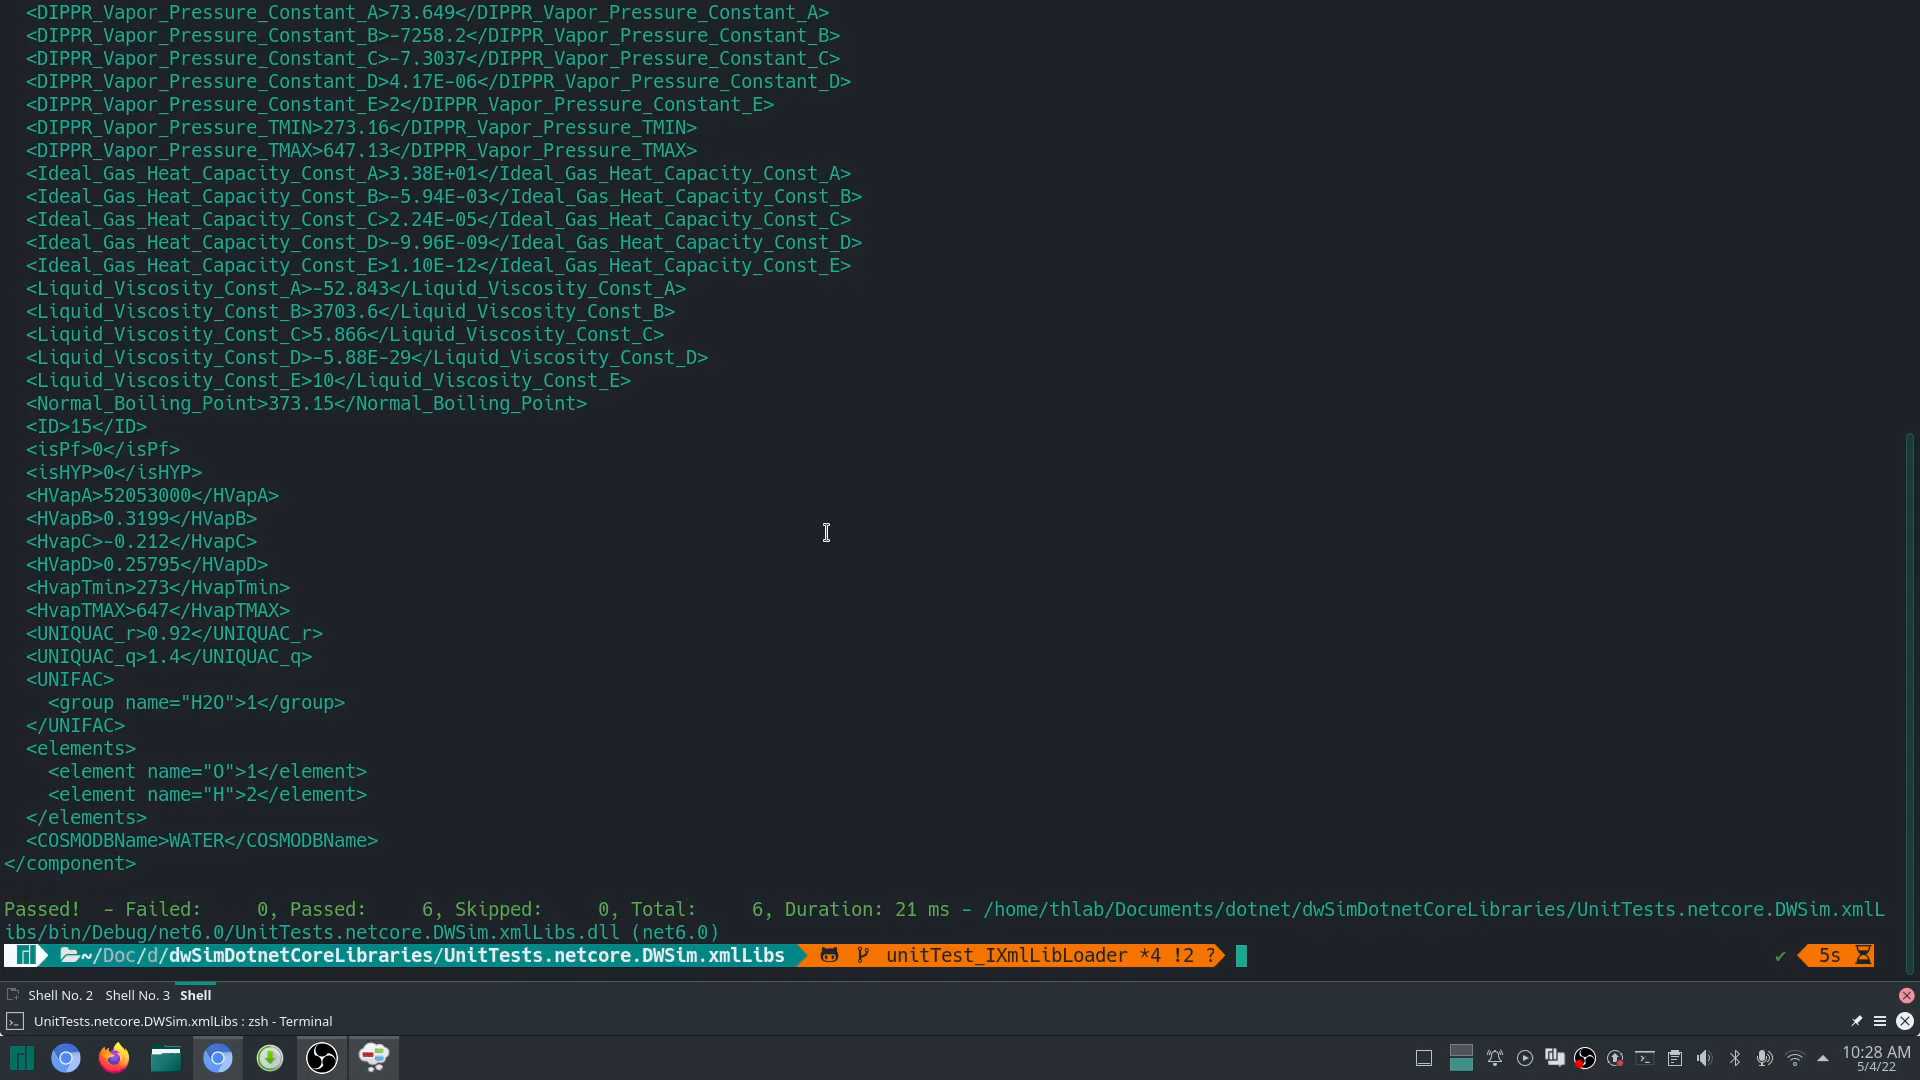 <DIPPR_Vapor_Pressure_Constant_A>73.649</DIPPR_Vapor_Pressure_Constant_A>
<DIPPR_Vapor_Pressure_Constant_B>-7258.2</DIPPR_Vapor_Pressure_Constant_B>
<DIPPR_Vapor_Pressure_Constant_C>-7.3037</DIPPR_Vapor_Pressure_Constant_C>
<DIPPR_Vapor_Pressure_Constant_D>4.17E-06</DIPPR_Vapor_Pressure_Constant_D>
<DIPPR_Vapor_Pressure_Constant_E>2</DIPPR_Vapor_Pressure_Constant_E>
<DIPPR_Vapor_Pressure_TMIN>273.16</DIPPR_Vapor_Pressure_TMIN>
<DIPPR_Vapor_Pressure_TMAX>647.13</DIPPR_Vapor_Pressure_TMAX>
<Ideal_Gas_Heat_Capacity_Const_A>3.38E+01</Ideal_Gas_Heat_Capacity_Const_A>
<Ideal_Gas_Heat_Capacity_Const_B>-5.94E-03</Ideal_Gas_Heat_Capacity_Const_B>
<Ideal_Gas_Heat_Capacity_Const_C>2.24E-05</Ideal_Gas_Heat_Capacity_Const_C>
<Ideal_Gas_Heat_Capacity_Const_D>-9.96E-09</Ideal_Gas_Heat_Capacity_Const_D>
<Ideal_Gas_Heat_Capacity_Const_E>1.10E-12</Ideal_Gas_Heat_Capacity_Const_E>
<Liquid_Viscosity_Const_A>-52.843</Liquid_Viscosity_Const_A>
<Liquid_Viscosity_Const_B>3703.6</Liquid_Viscosity_Const_B>
<Liquid_Viscosity_Const_C>5.866</Liquid_Viscosity_Const_C>
<Liquid_Viscosity_Const_D>-5.88E-29</Liquid_Viscosity_Const_D>
<Liquid_Viscosity_Const_E>10</Liquid_Viscosity_Const_E>
<Normal_Boiling_Point>373.15</Normal_Boiling_Point>
<ID>15</ID>
<isPf>0</isPf>
<isHYP>0</isHYP>
<HVapA>52053000</HVapA>
<HVapB>0.3199</HVapB>
<HvapC>-0.212</HvapC>
<HVapD>0.25795</HVapD>
<HvapTmin>273</HvapTmin>
<HvapTMAX>647</HvapTMAX>
<UNIQUAC_r>0.92</UNIQUAC_r>
<UNIQUAC_q>1.4</UNIQUAC_q>
<UNIFAC>
<group name="H2O">1</group>
</UNIFAC>
<elements>
<element name="O">1</element>
<element name="H">2</element>
</elements>
<COSMODBName>WATER</COSMODBName>
</component>
Passed!  - Failed:     0, Passed:     6, Skipped:     0, Total:     6, Duration: 21 ms - /home/thlab/Documents/dotnet/dwSimDotnetCoreLibraries/UnitTests.netcore.DWSim.xmlL
ibs/bin/Debug/net6.0/UnitTests.netcore.DWSim.xmlLibs.dll (net6.0)
~/Doc/d/dwSimDotnetCoreLibraries/UnitTests.netcore.DWSim.xmlLibs unitTest_IXmlLibLoader *4 !2 ? ✔ 5s
Shell No. 2 Shell No. 3 Shell
UnitTests.netcore.DWSim.xmlLibs : zsh - Terminal
10:28 AM
5/4/22